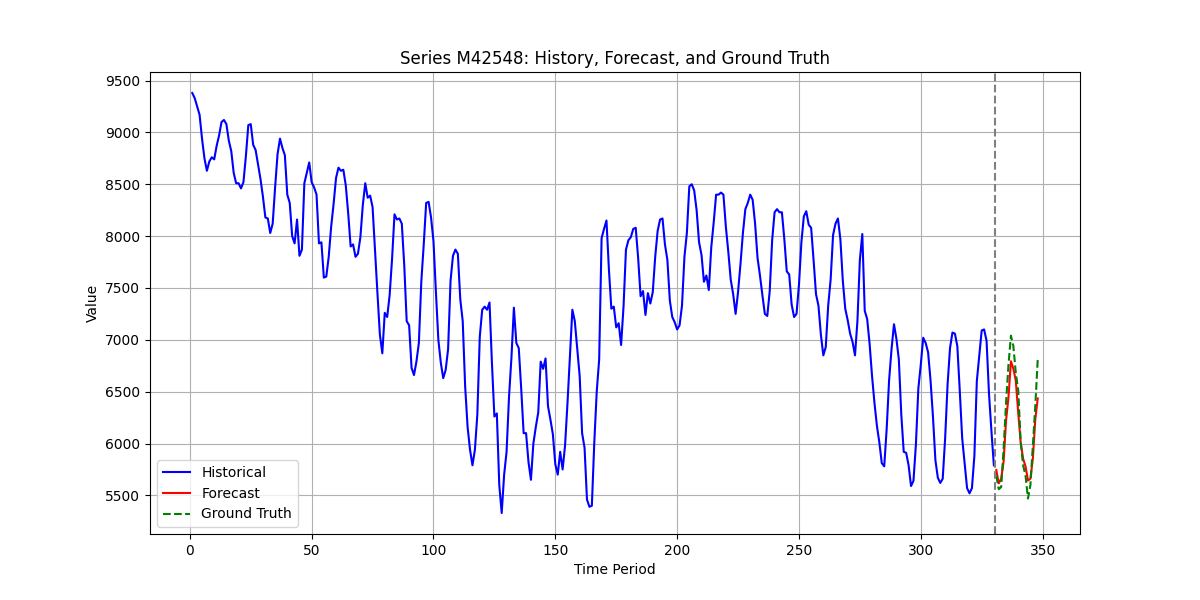 Series M42548: History, Forecast, and Ground Truth
9500
9000
8500
8000
7500
7000
6500
6000
5500
Value
Historical
Forecast
Ground Truth
0 50 100 150 200 250 300 350
Time Period